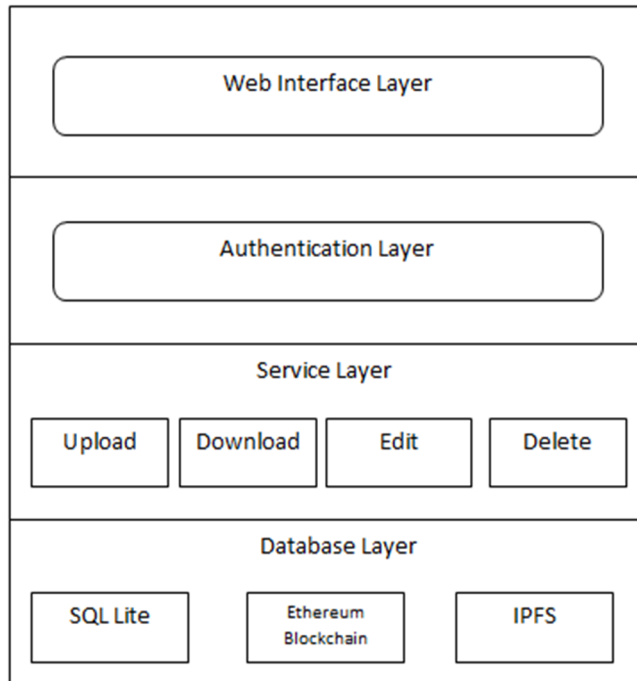 Web Interface Layer
Authentication Layer
Service Layer
Upload Download Edit Delete
Database Layer
SQL Lite Ethereum Blockchain IPFS